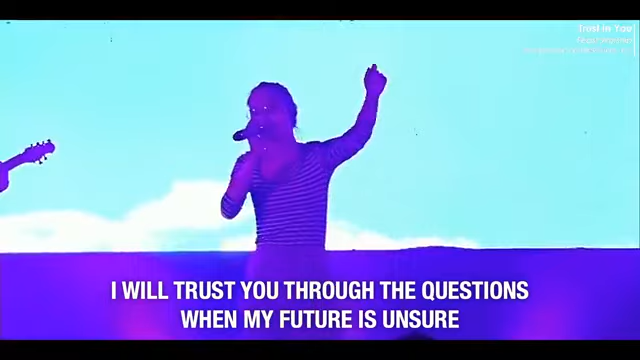 Trust In You
I WILL TRUST YOU THROUGH THE QUESTIONS
WHEN MY FUTURE IS UNSURE